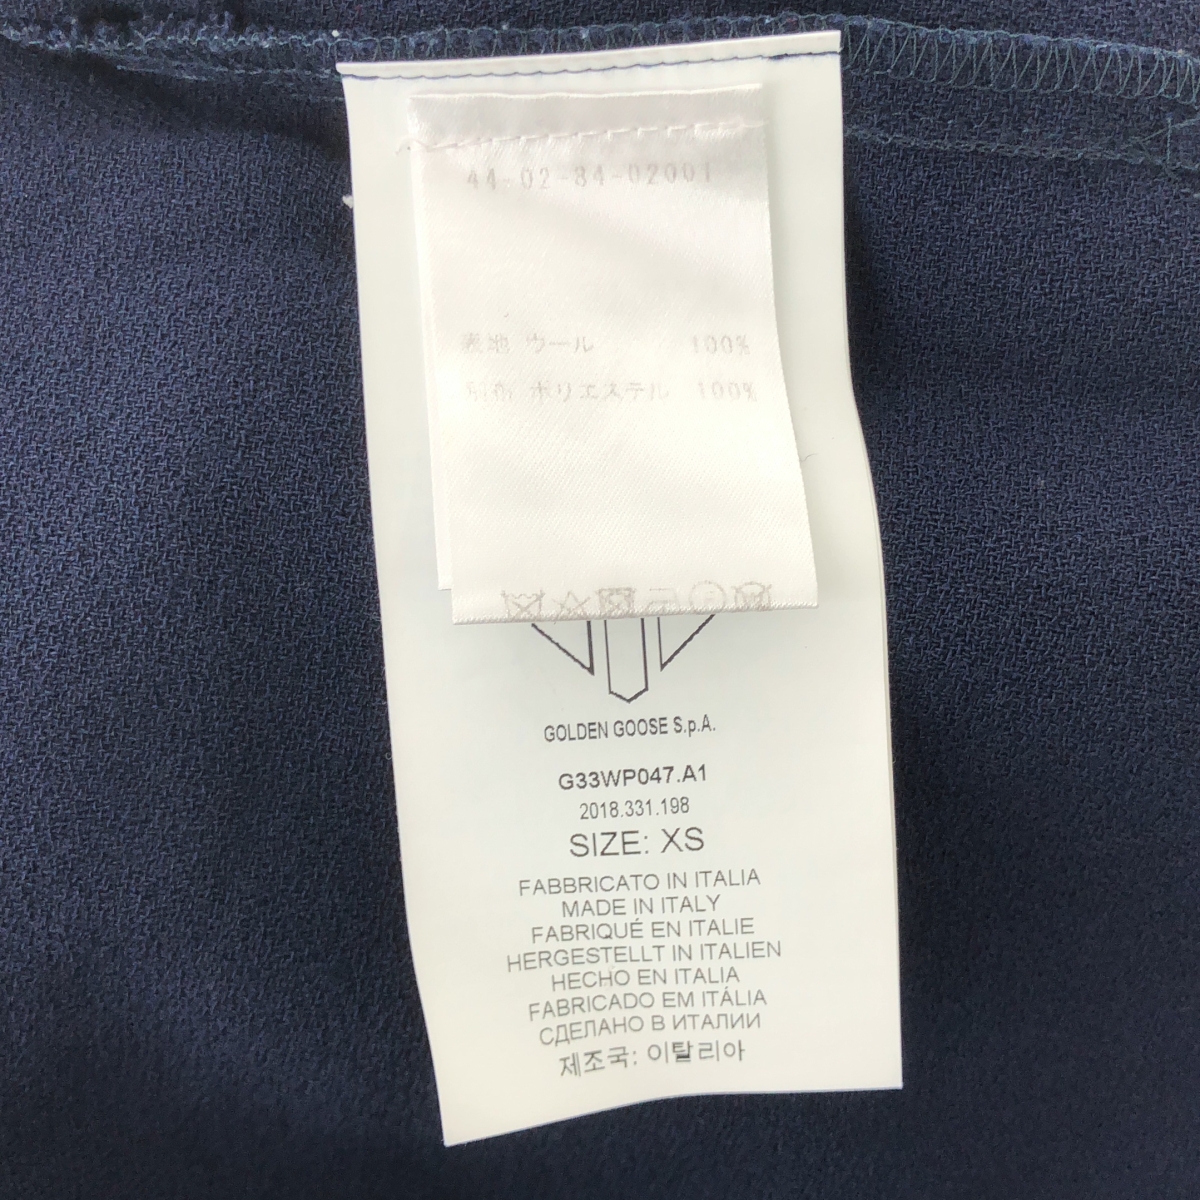 44-02-84-02001
表地 ウール 100%
別布 ポリエステル 100%
GOLDEN GOOSE S.p.A.
G33WP047.A1
2018.331.198
SIZE: XS
FABBRICATO IN ITALIA
MADE IN ITALY
FABRIQUÉ EN ITALIE
HERGESTELLT IN ITALIEN
HECHO EN ITALIA
FABRICADO EM ITÁLIA
СДЕЛАНО В ИТАЛИИ
제조국: 이탈리아